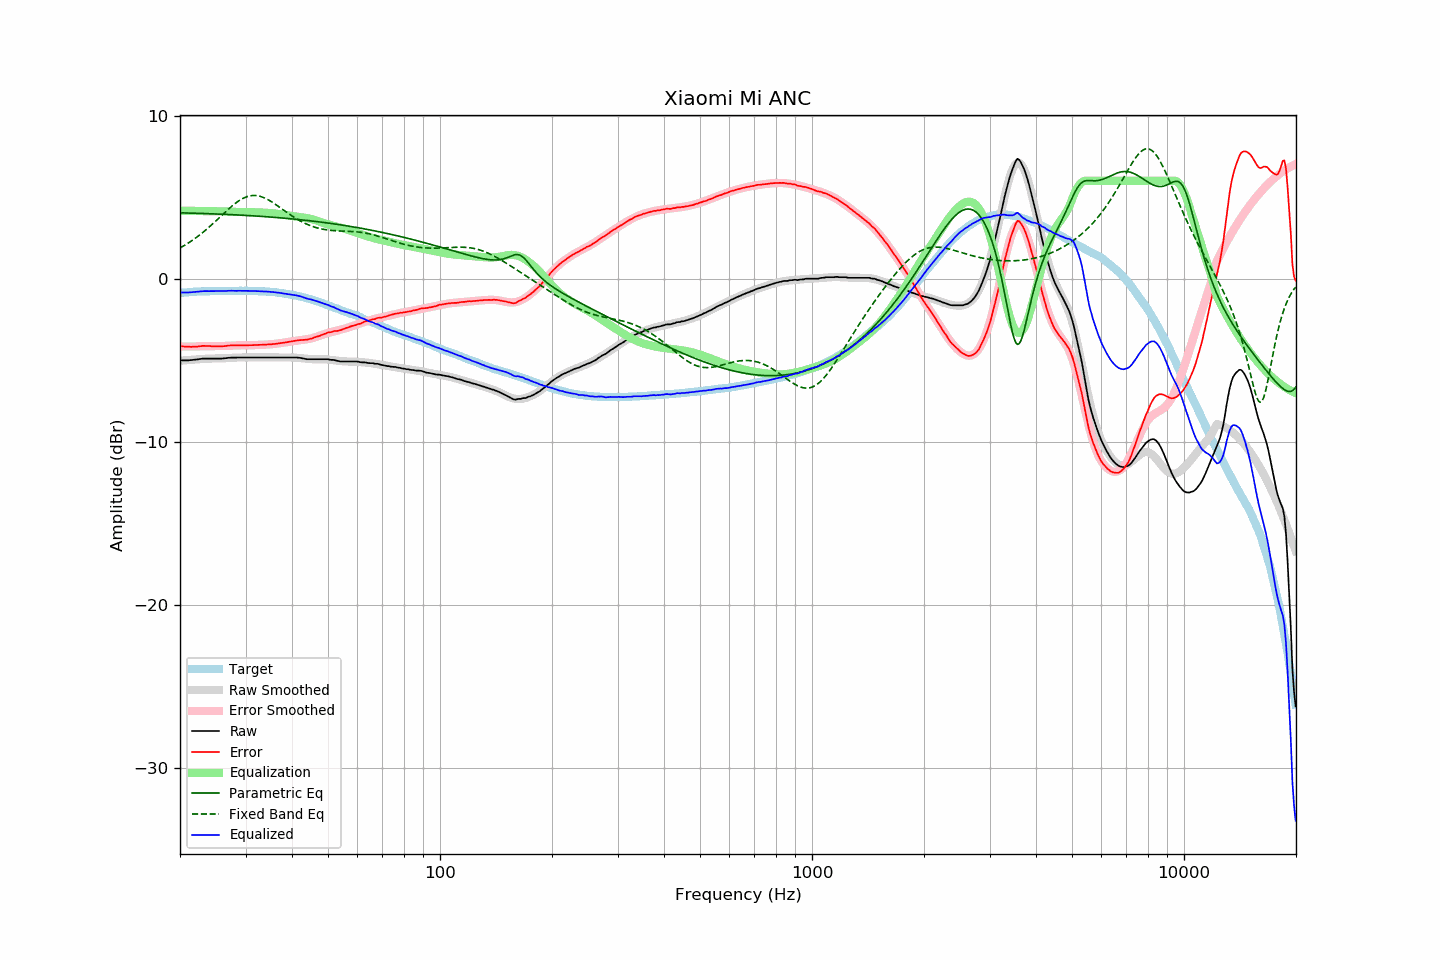 Xiaomi Mi ANC
10
0
−10
−20
−30
Amplitude (dBr)
Target
Raw Smoothed
Error Smoothed
Raw
Error
Equalization
Parametric Eq
Fixed Band Eq
Equalized
100
1000
10000
Frequency (Hz)